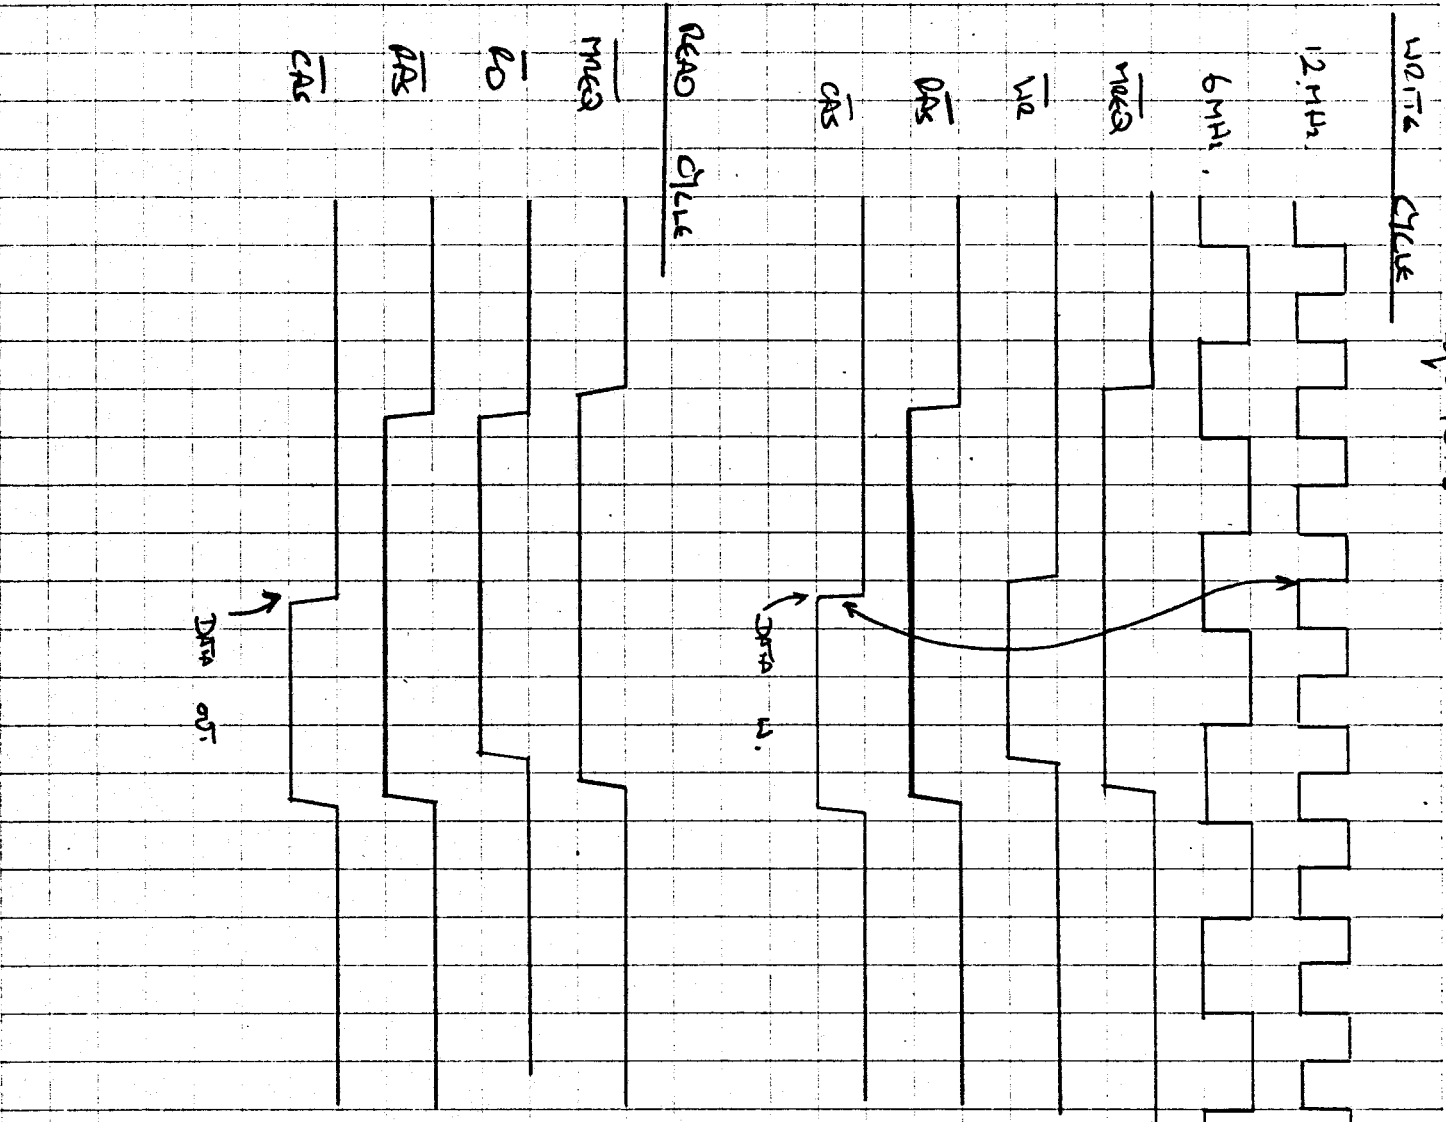 WRITE CYCLE
12 MHz.
6 MHz.
MREQ
WR
RAS
CAS
DATA IN.
READ CYCLE
MREQ
RD
RAS
CAS
DATA OUT.